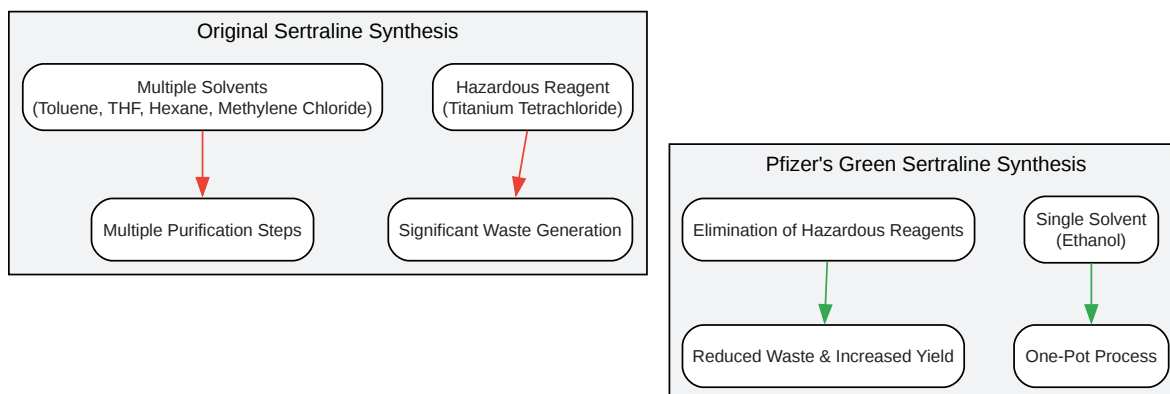 Original Sertraline Synthesis
Multiple Solvents
(Toluene, THF, Hexane, Methylene Chloride)
Hazardous Reagent
(Titanium Tetrachloride)
Multiple Purification Steps
Significant Waste Generation
Pfizer's Green Sertraline Synthesis
Elimination of Hazardous Reagents
Single Solvent
(Ethanol)
Reduced Waste & Increased Yield
One-Pot Process